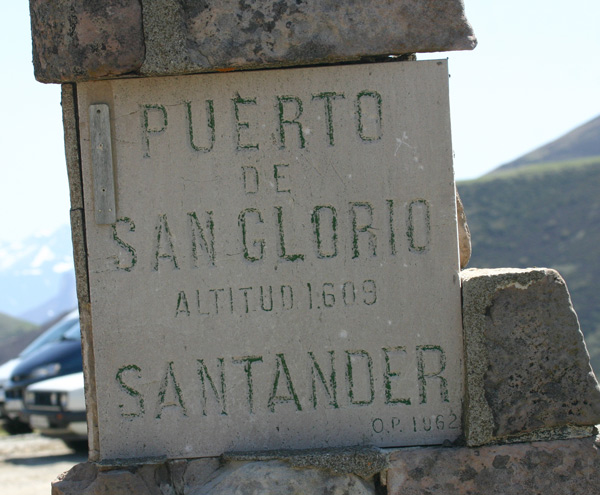 PUERTO
DE
SAN GLORIO
ALTITUD 1.609
SANTANDER
O.P. 1962